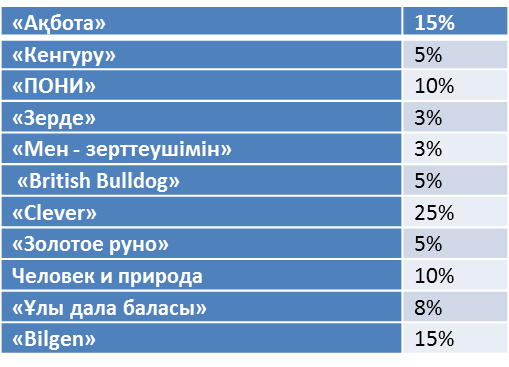 «Ақбота» 15%
«Кенгуру» 5%
«ПОНИ» 10%
«Зерде» 3%
«Мен - зерттеушімін» 3%
«British Bulldog» 5%
«Clever» 25%
«Золотое руно» 5%
Человек и природа 10%
«Ұлы дала баласы» 8%
«Bilgen» 15%